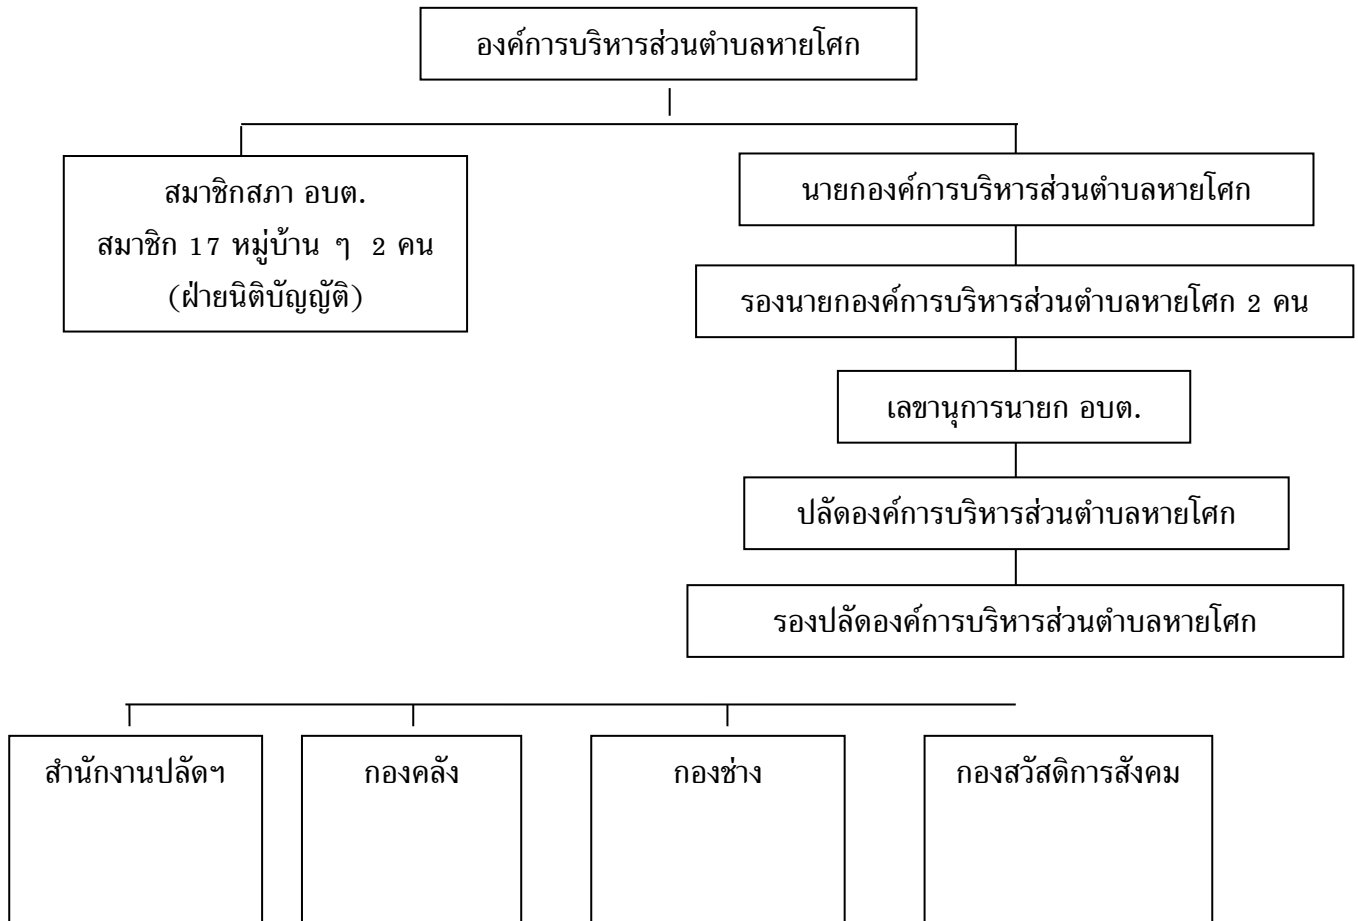 องค์การบริหารส่วนตำบลหายโศก
สมาชิกสภา อบต.
สมาชิก 17 หมู่บ้าน ๆ 2 คน
(ฝ่ายนิติบัญญัติ)
นายกองค์การบริหารส่วนตำบลหายโศก
รองนายกองค์การบริหารส่วนตำบลหายโศก 2 คน
เลขานุการนายก อบต.
ปลัดองค์การบริหารส่วนตำบลหายโศก
รองปลัดองค์การบริหารส่วนตำบลหายโศก
สำนักงานปลัดฯ
กองคลัง
กองช่าง
กองสวัสดิการสังคม